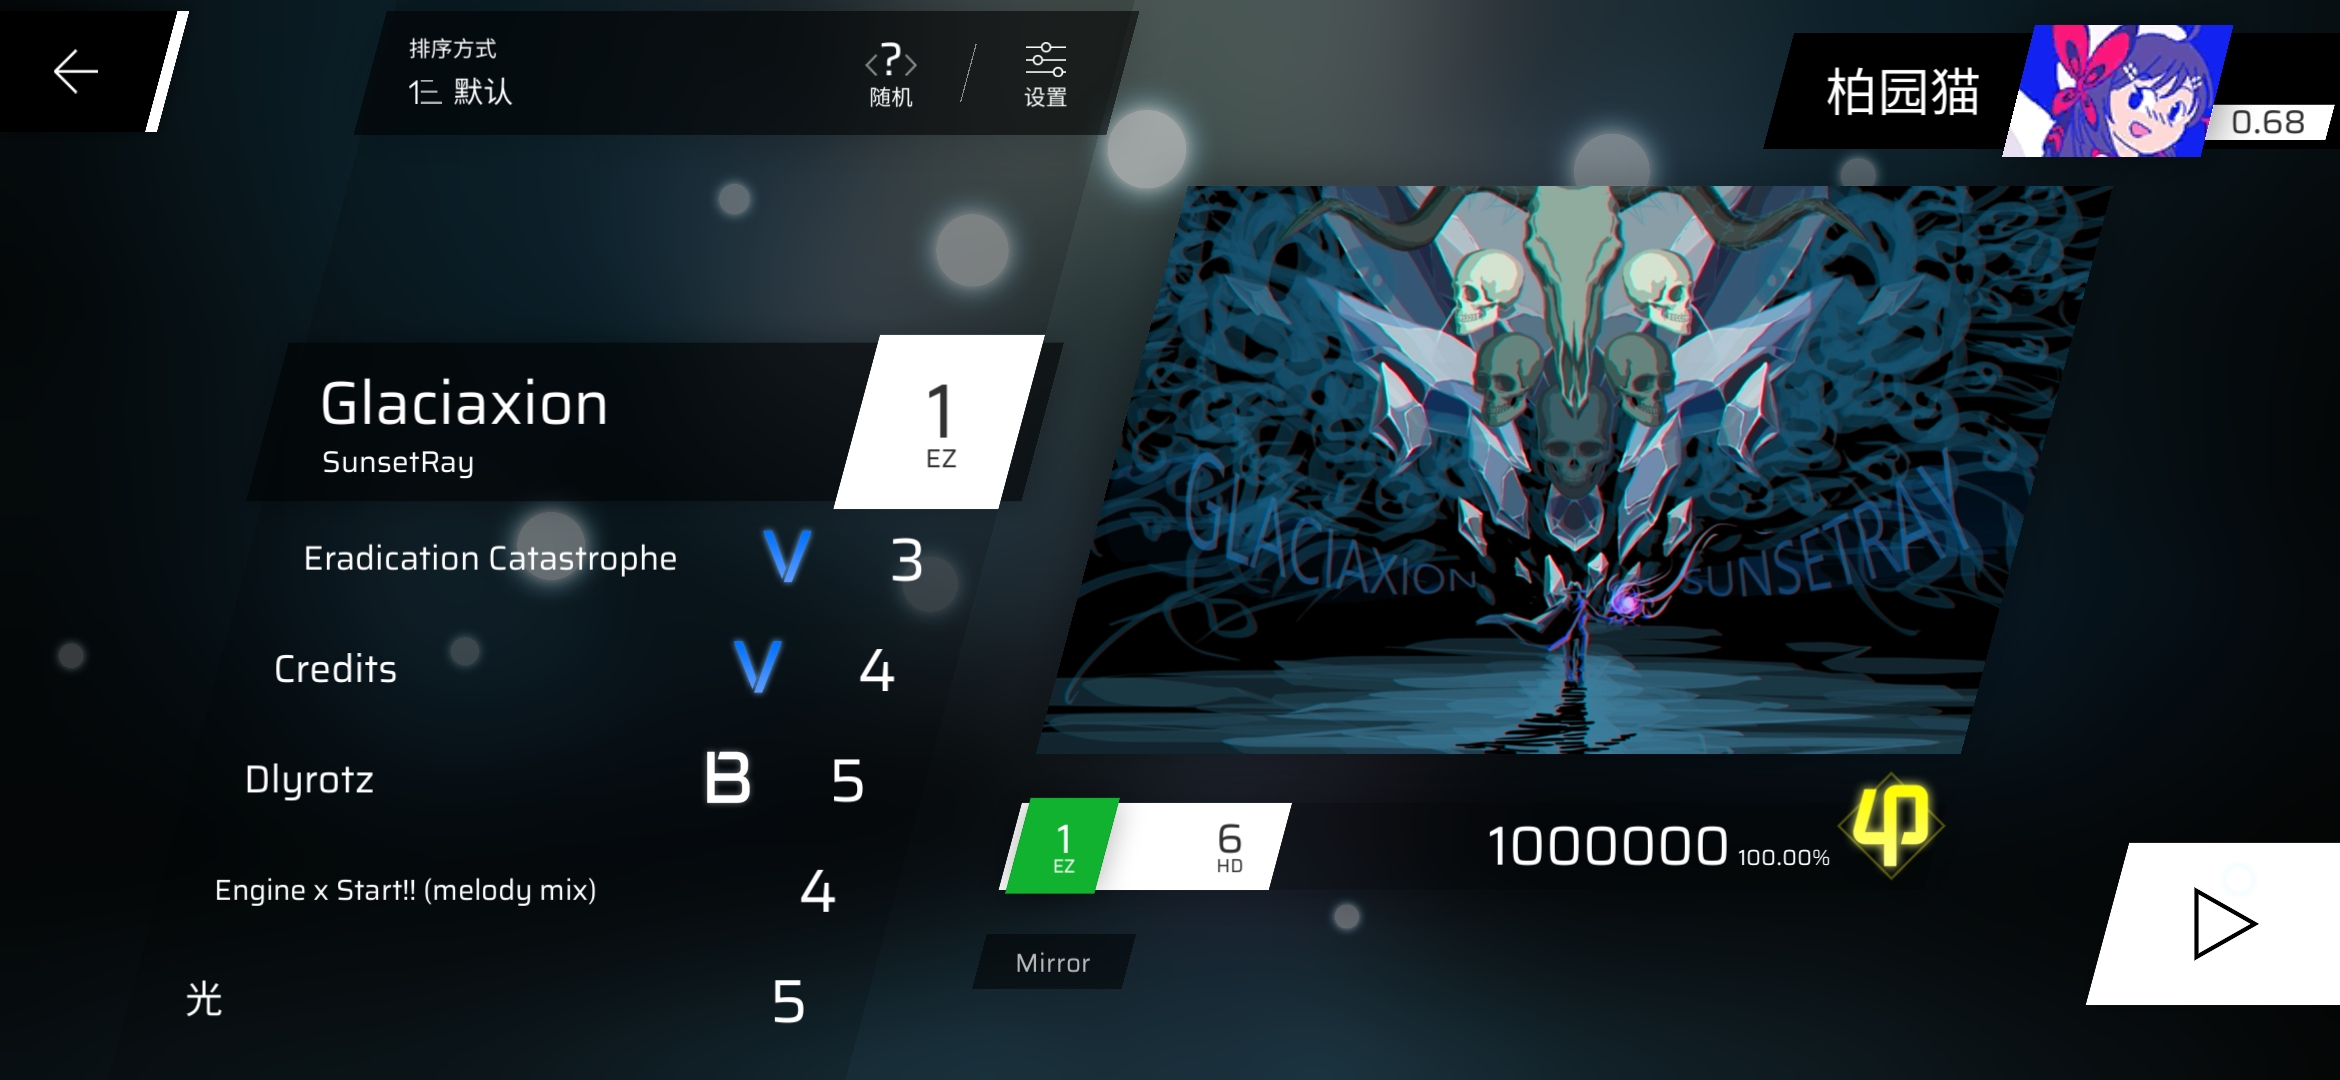 排序方式
默认
随机
设置
柏园猫
0.68
Glaciaxion
SunsetRay
1
EZ
Eradication Catastrophe V 3
Credits V 4
Dlyrotz B 5
Engine x Start!! (melody mix) 4
光 5
GLACIAXION SUNSETRAY
1
EZ
6
HD
1000000 100.00% φ
Mirror